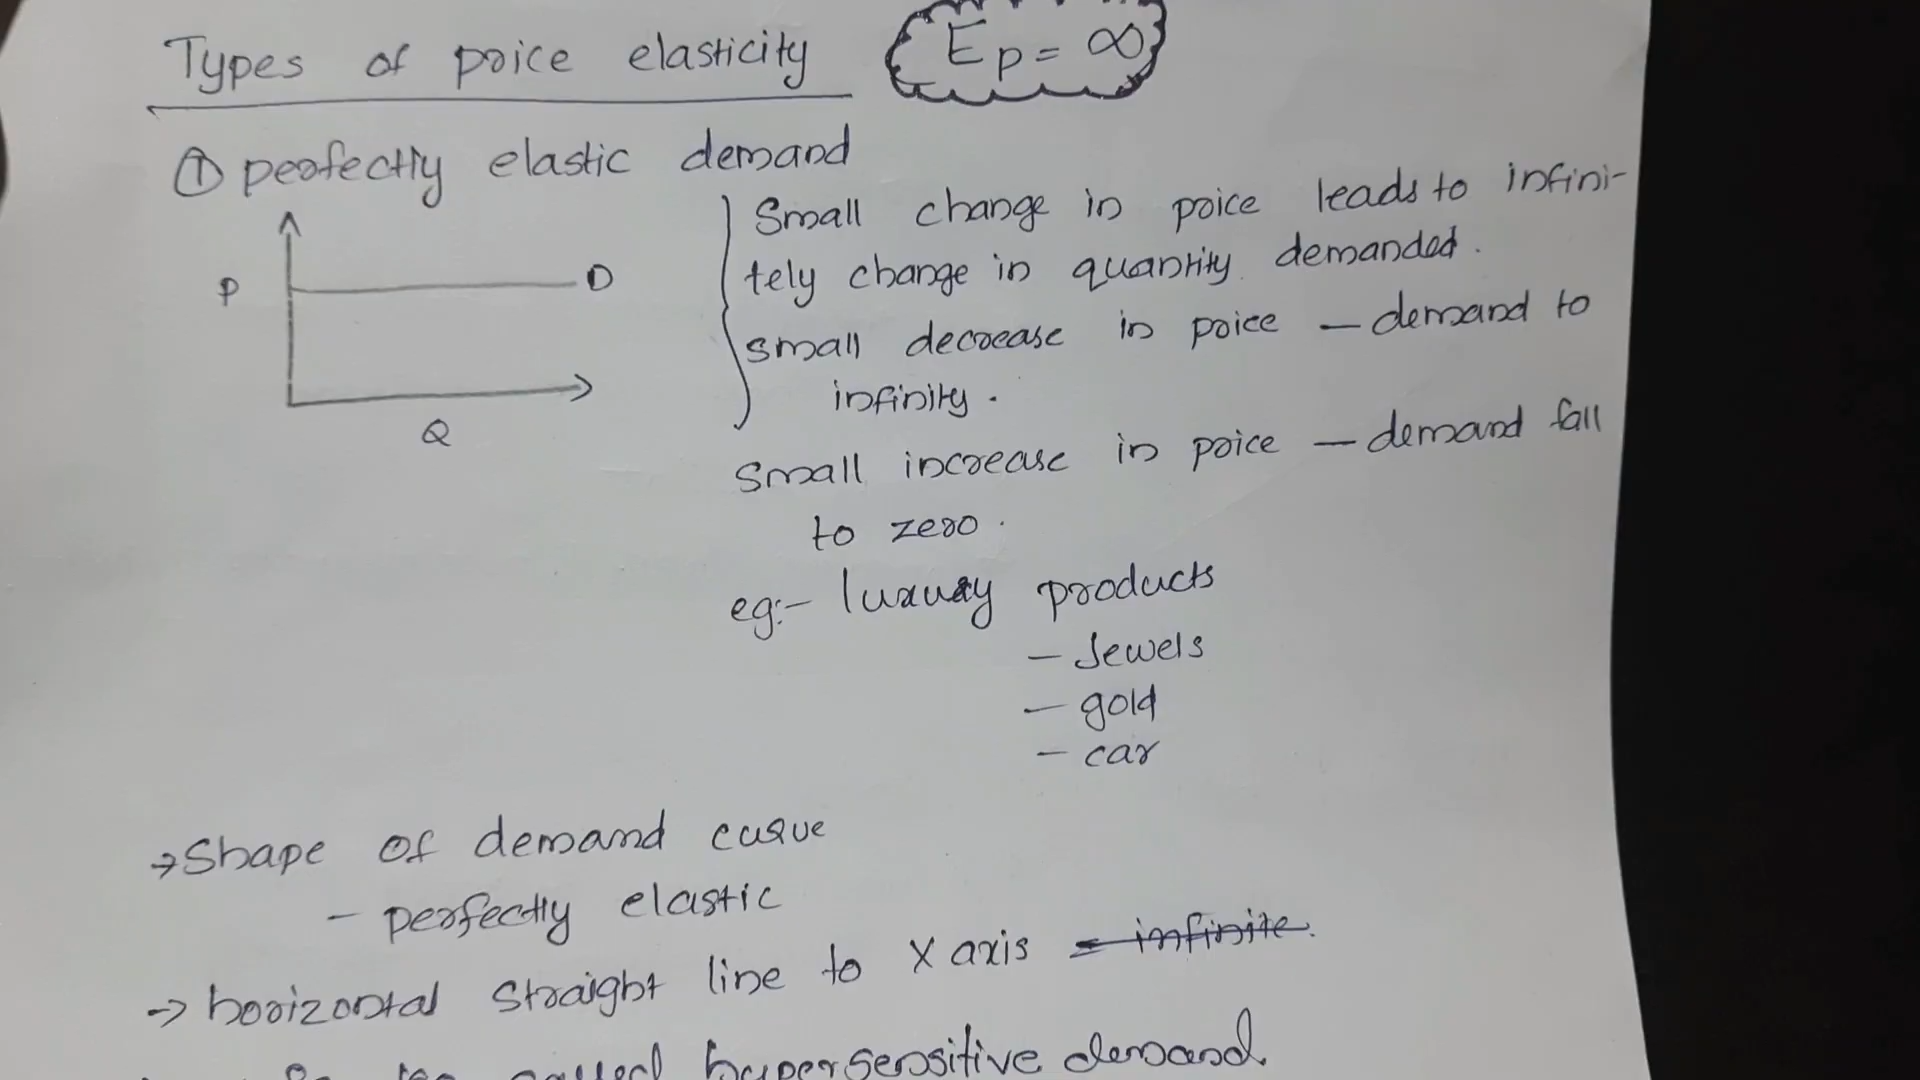 Types of price elasticity
Ep = ∞
① perfectly elastic demand
P
D
Q
Small change in price leads to infini-
tely change in quantity demanded.
small decrease in price — demand to
infinity.
Small increase in price — demand fall
to zero.
eg:- luxury products
— Jewels
— gold
— car
→ Shape of demand curve
— perfectly elastic
→ horizontal straight line to X axis = infinite.
called hypersensitive demand